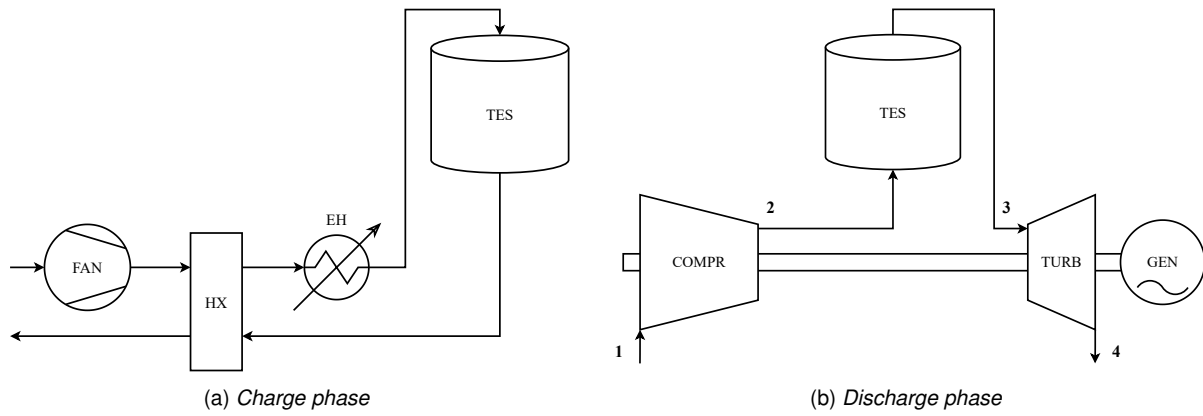 TES
EH
FAN
HX
(a) Charge phase
TES
2
3
COMPR
TURB
GEN
1
4
(b) Discharge phase